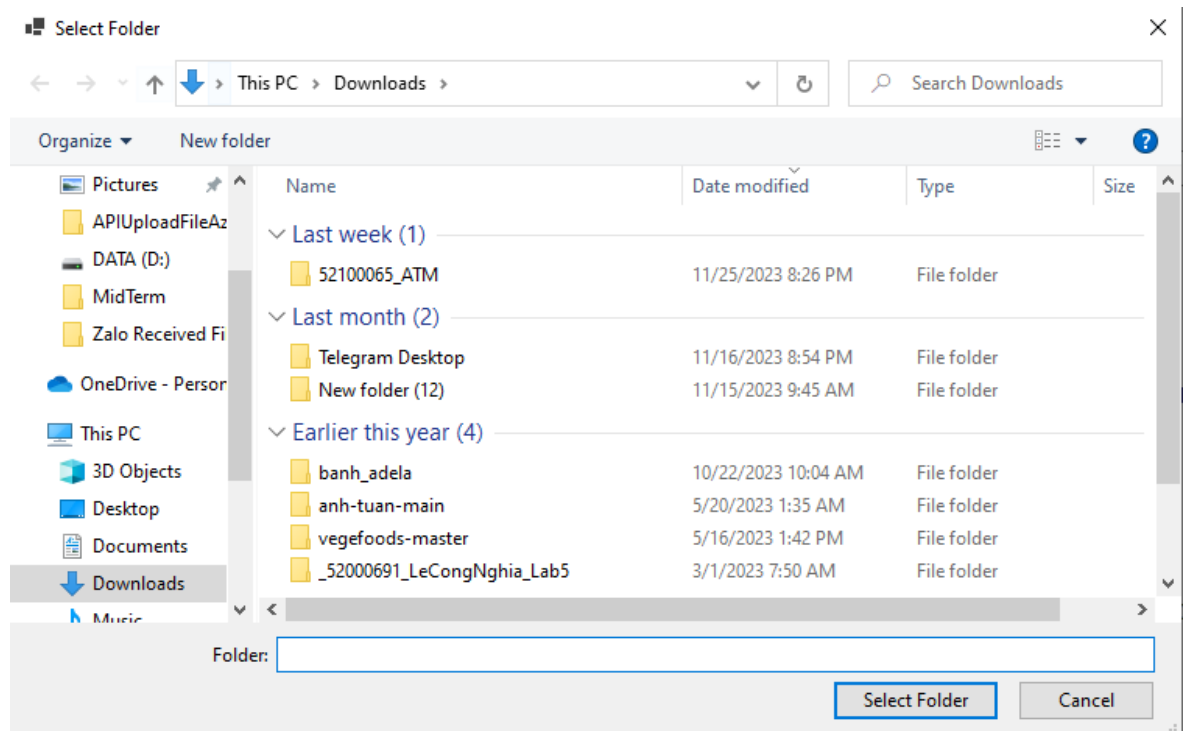 Select Folder
This PC > Downloads >
Search Downloads
Organize
New folder
?
Pictures
APIUploadFileAz
DATA (D:)
MidTerm
Zalo Received Fi
OneDrive - Person
This PC
3D Objects
Desktop
Documents
Downloads
Music
Name Date modified Type Size
Last week (1)
52100065_ATM 11/25/2023 8:26 PM File folder
Last month (2)
Telegram Desktop 11/16/2023 8:54 PM File folder
New folder (12) 11/15/2023 9:45 AM File folder
Earlier this year (4)
banh_adela 10/22/2023 10:04 AM File folder
anh-tuan-main 5/20/2023 1:35 AM File folder
vegefoods-master 5/16/2023 1:42 PM File folder
_52000691_LeCongNghia_Lab5 3/1/2023 7:50 AM File folder
Folder:
Select Folder
Cancel